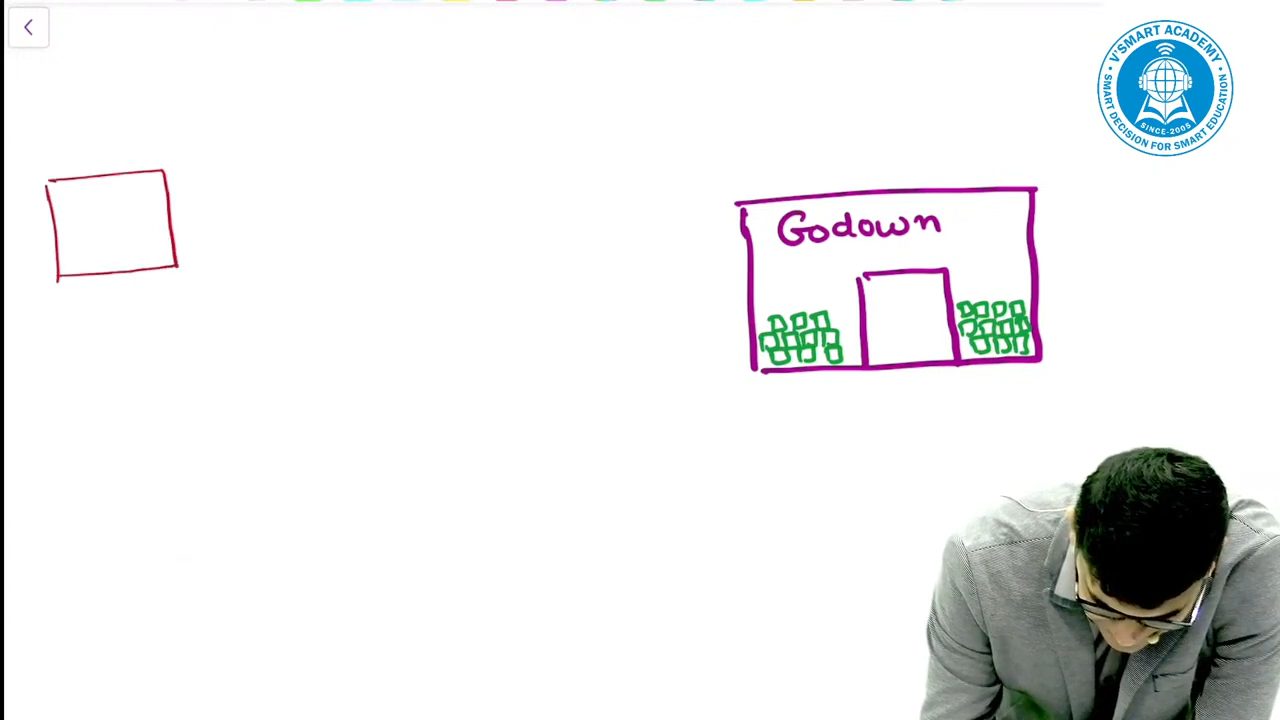 V'SMART ACADEMY
SMART DECISION FOR SMART EDUCATION
SINCE-2005
Godown